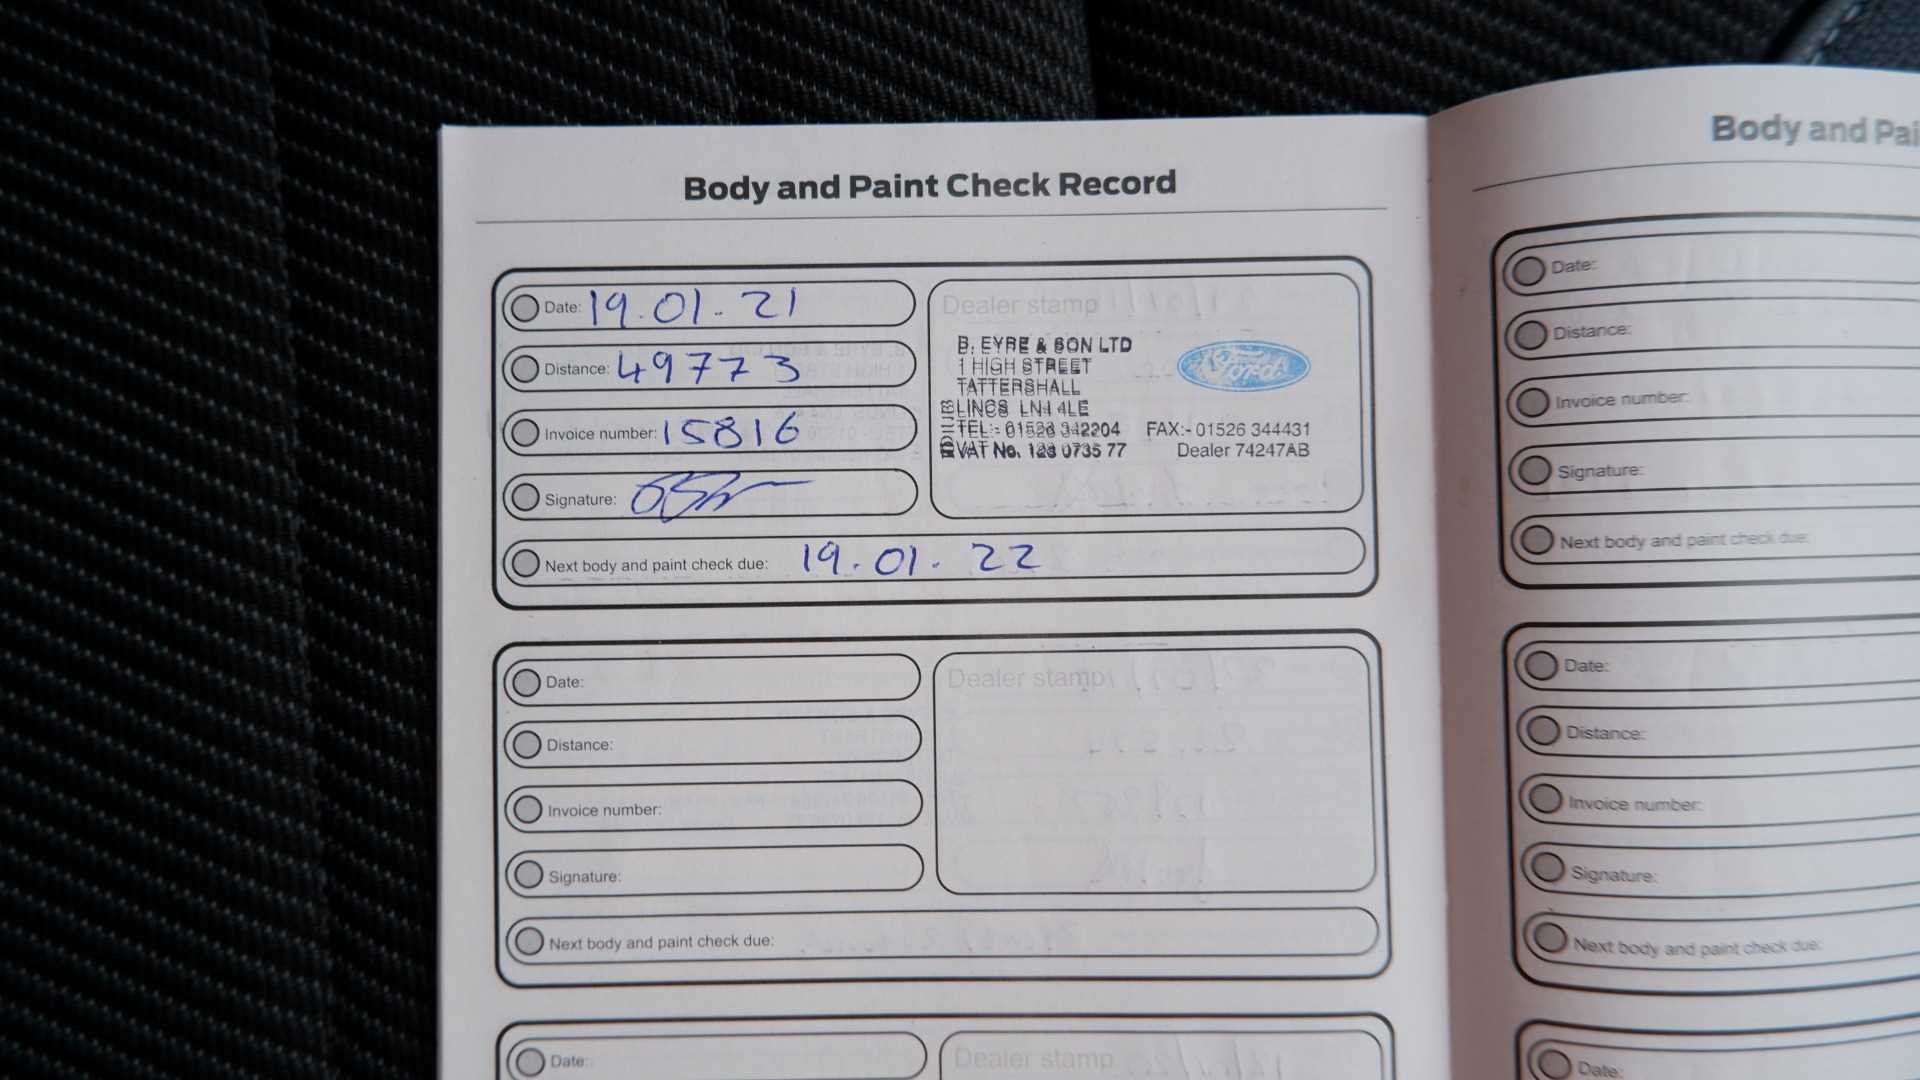 Body and Paint Check Record
Date: 19.01.21
Distance: 49773
Invoice number: 15816
Signature:
Next body and paint check due: 19.01.22
Dealer stamp
B. EYRE & SON LTD
1 HIGH STREET
TATTERSHALL
LINCS LN4 4LE
TEL:- 01526 342204 FAX:- 01526 344431
VAT No. 128 0735 77 Dealer 74247AB
Ford
Date:
Distance:
Invoice number:
Signature:
Next body and paint check due:
Dealer stamp
Date:
Dealer stamp
Body and Pai
Date:
Distance:
Invoice number:
Signature:
Next body and paint check due:
Date:
Distance:
Invoice number:
Signature:
Next body and paint check due:
Date: